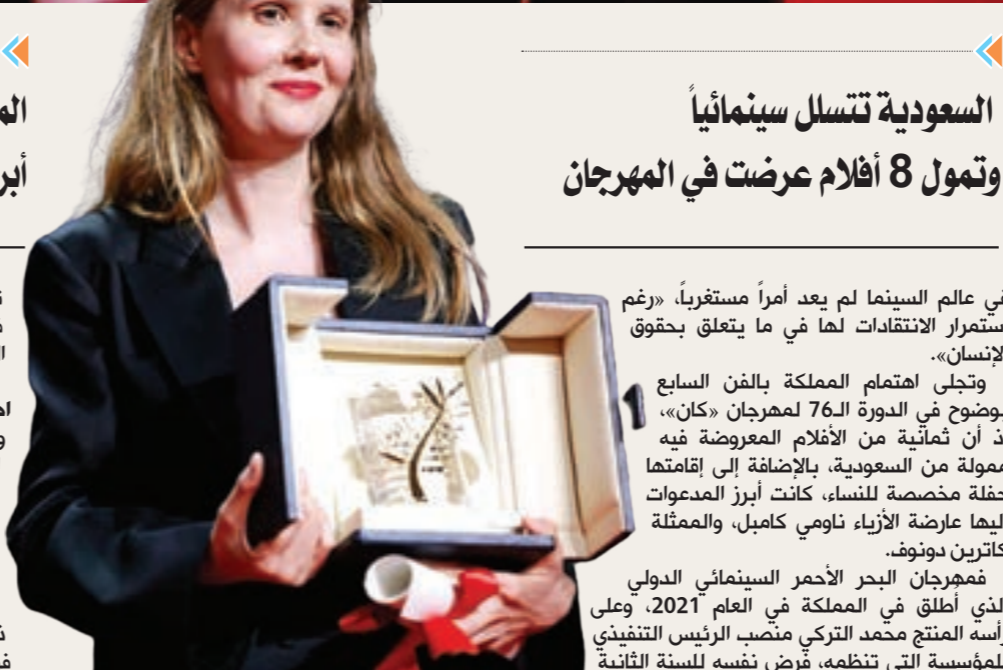 السعودية تتسلل سينمائياً
وتمول 8 أفلام عرضت في المهرجان
في عالم السينما لم يعد أمراً مستغرباً، «رغم
استمرار الانتقادات لها في ما يتعلق بحقوق
الإنسان».
وتجلى اهتمام المملكة بالفن السابع
بوضوح في الدورة الـ76 لمهرجان «كان»،
إذ أن ثمانية من الأفلام المعروضة فيه
ممولة من السعودية، بالإضافة إلى إقامتها
حفلة مخصصة للنساء، كانت أبرز المدعوات
إليها عارضة الأزياء ناومي كامبل، والممثلة
كاترين دونوف.
فمهرجان البحر الأحمر السينمائي الدولي
الذي أُطلق في المملكة في العام 2021، وعلى
رأسه المنتج محمد التركي منصب الرئيس التنفيذي
للمؤسسة التي تنظمه، فرض نفسه للسنة الثانية